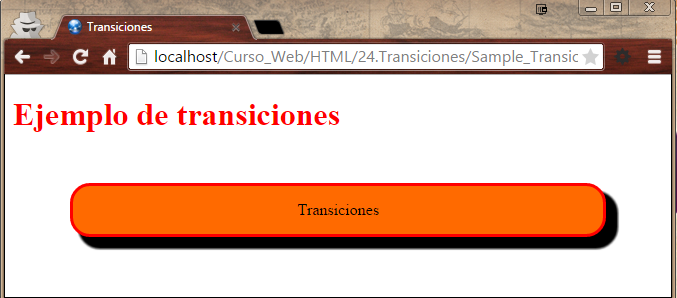 Transiciones
localhost/Curso_Web/HTML/24.Transiciones/Sample_Transic
Ejemplo de transiciones
Transiciones